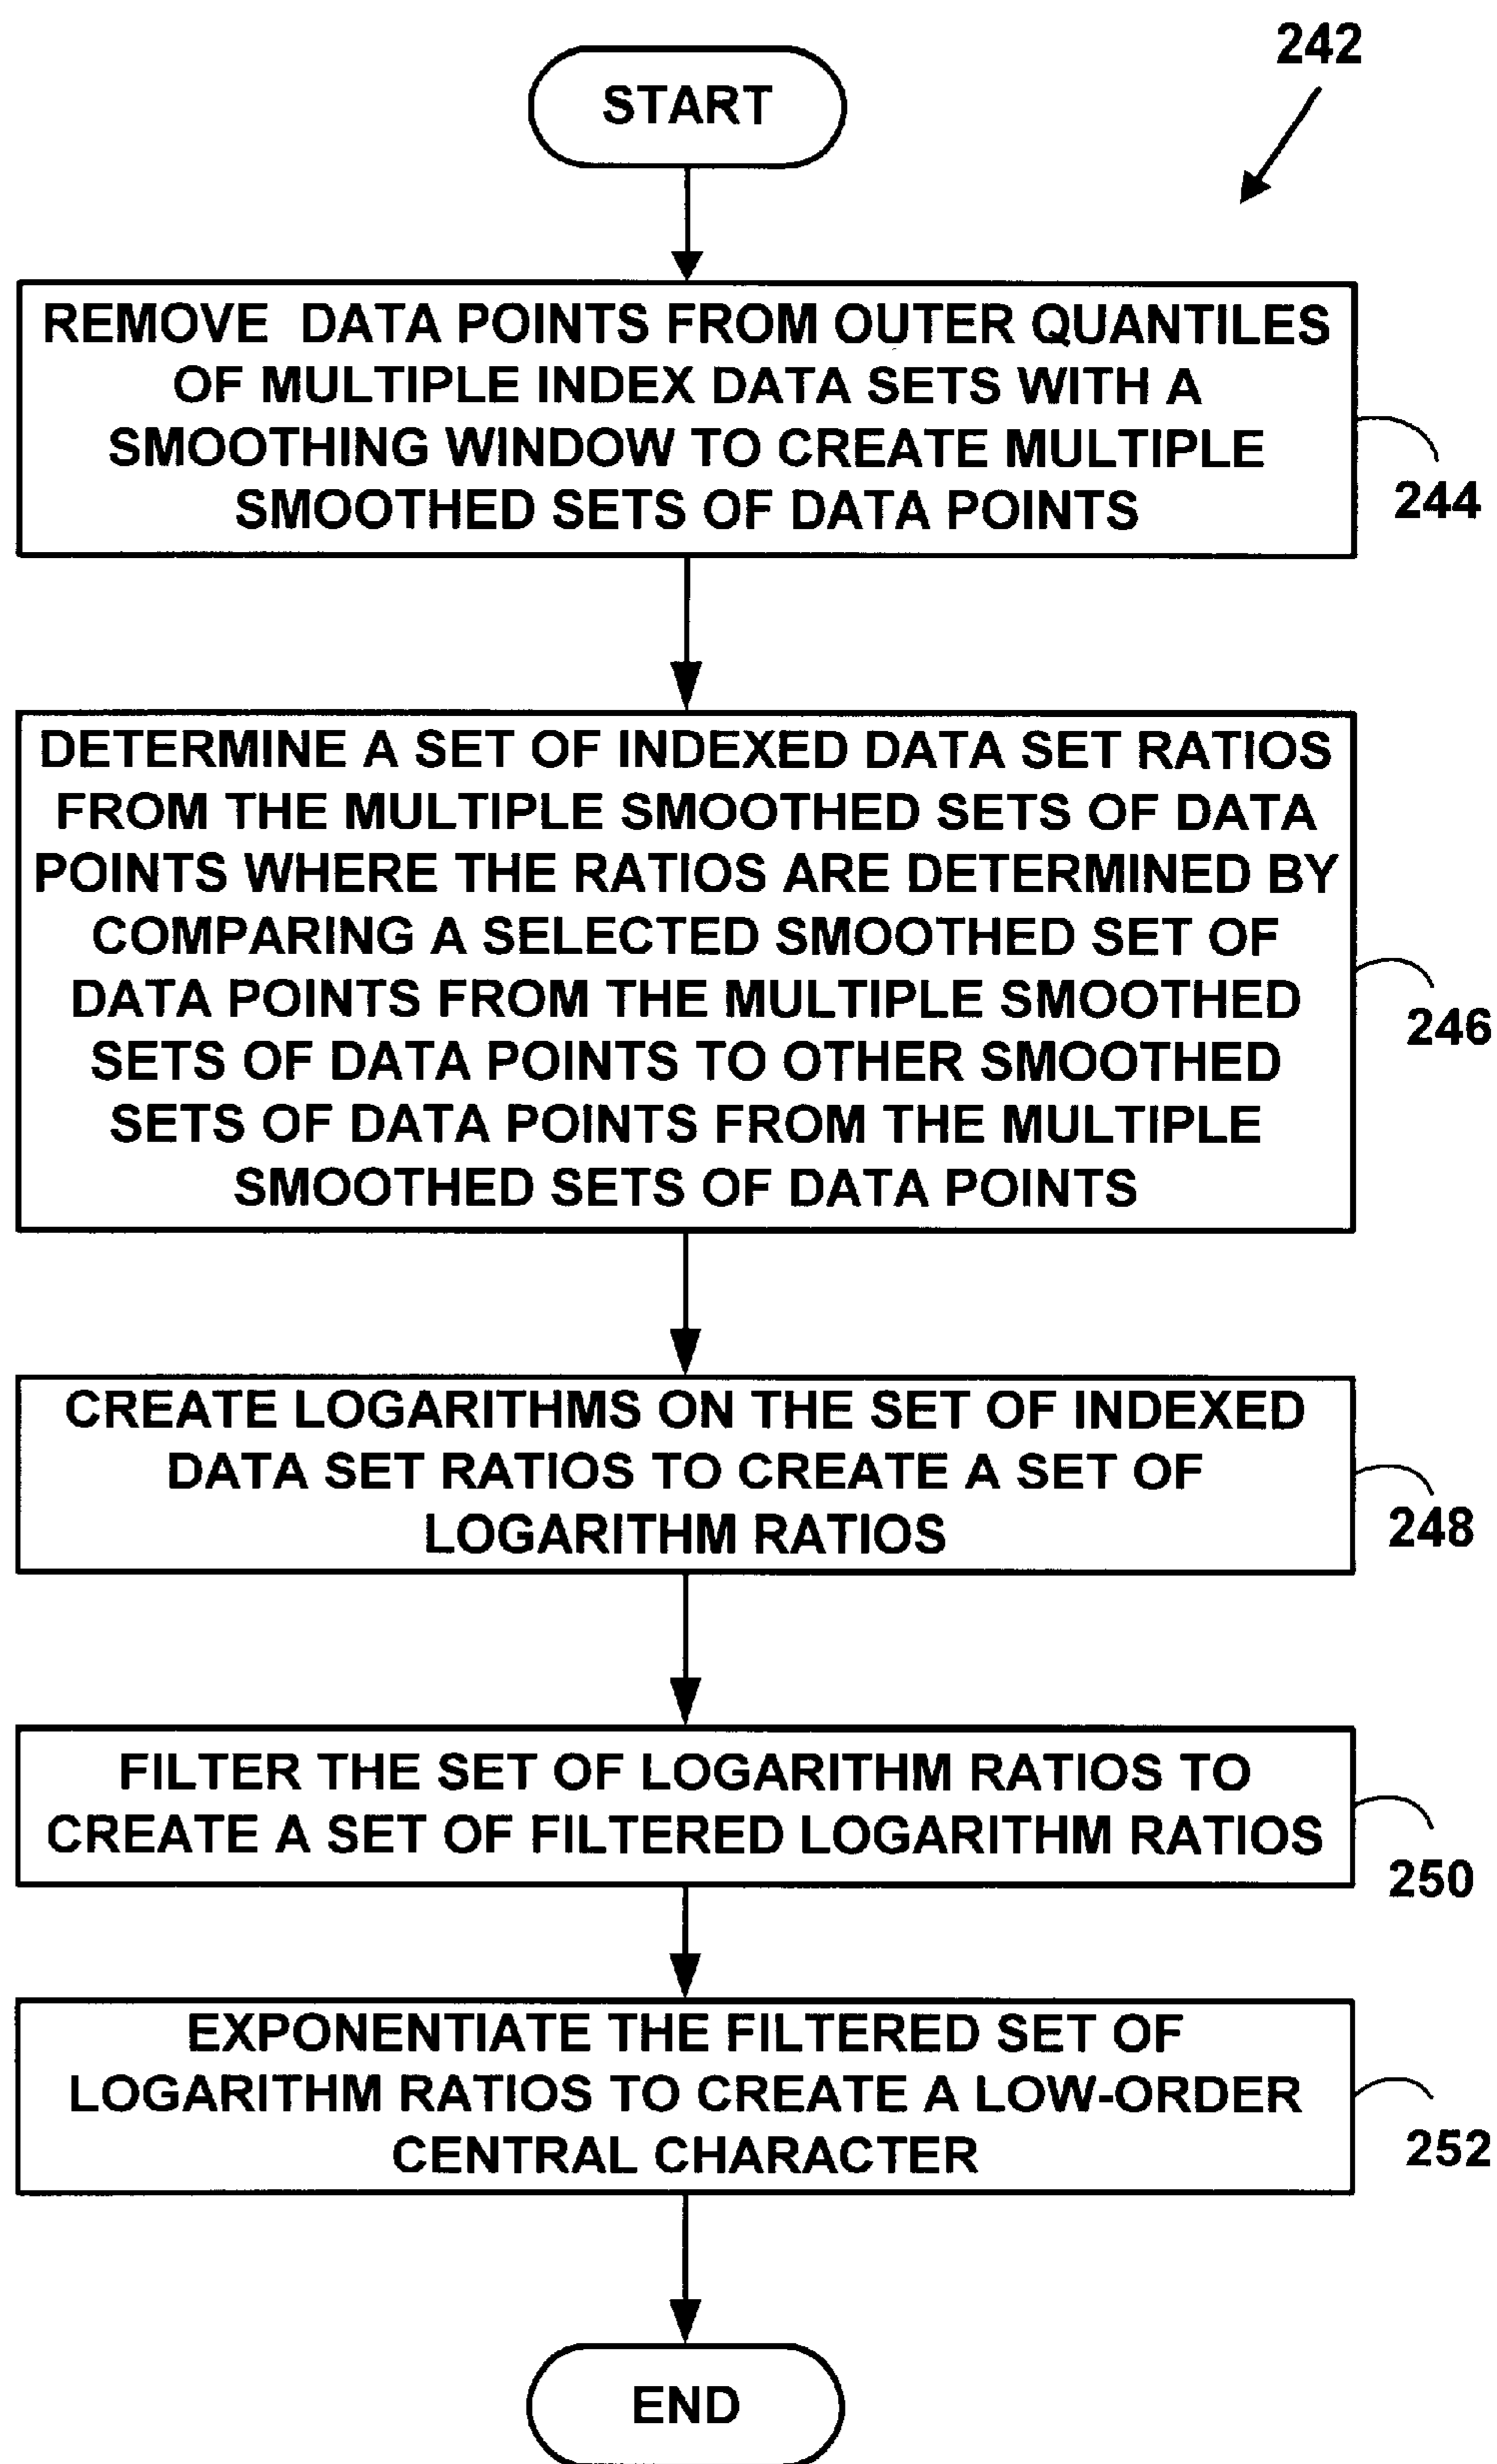 242
START
REMOVE DATA POINTS FROM OUTER QUANTILES
OF MULTIPLE INDEX DATA SETS WITH A
SMOOTHING WINDOW TO CREATE MULTIPLE
SMOOTHED SETS OF DATA POINTS
244
DETERMINE A SET OF INDEXED DATA SET RATIOS
FROM THE MULTIPLE SMOOTHED SETS OF DATA
POINTS WHERE THE RATIOS ARE DETERMINED BY
COMPARING A SELECTED SMOOTHED SET OF
DATA POINTS FROM THE MULTIPLE SMOOTHED
SETS OF DATA POINTS TO OTHER SMOOTHED
SETS OF DATA POINTS FROM THE MULTIPLE
SMOOTHED SETS OF DATA POINTS
246
CREATE LOGARITHMS ON THE SET OF INDEXED
DATA SET RATIOS TO CREATE A SET OF
LOGARITHM RATIOS
248
FILTER THE SET OF LOGARITHM RATIOS TO
CREATE A SET OF FILTERED LOGARITHM RATIOS
250
EXPONENTIATE THE FILTERED SET OF
LOGARITHM RATIOS TO CREATE A LOW-ORDER
CENTRAL CHARACTER
252
END